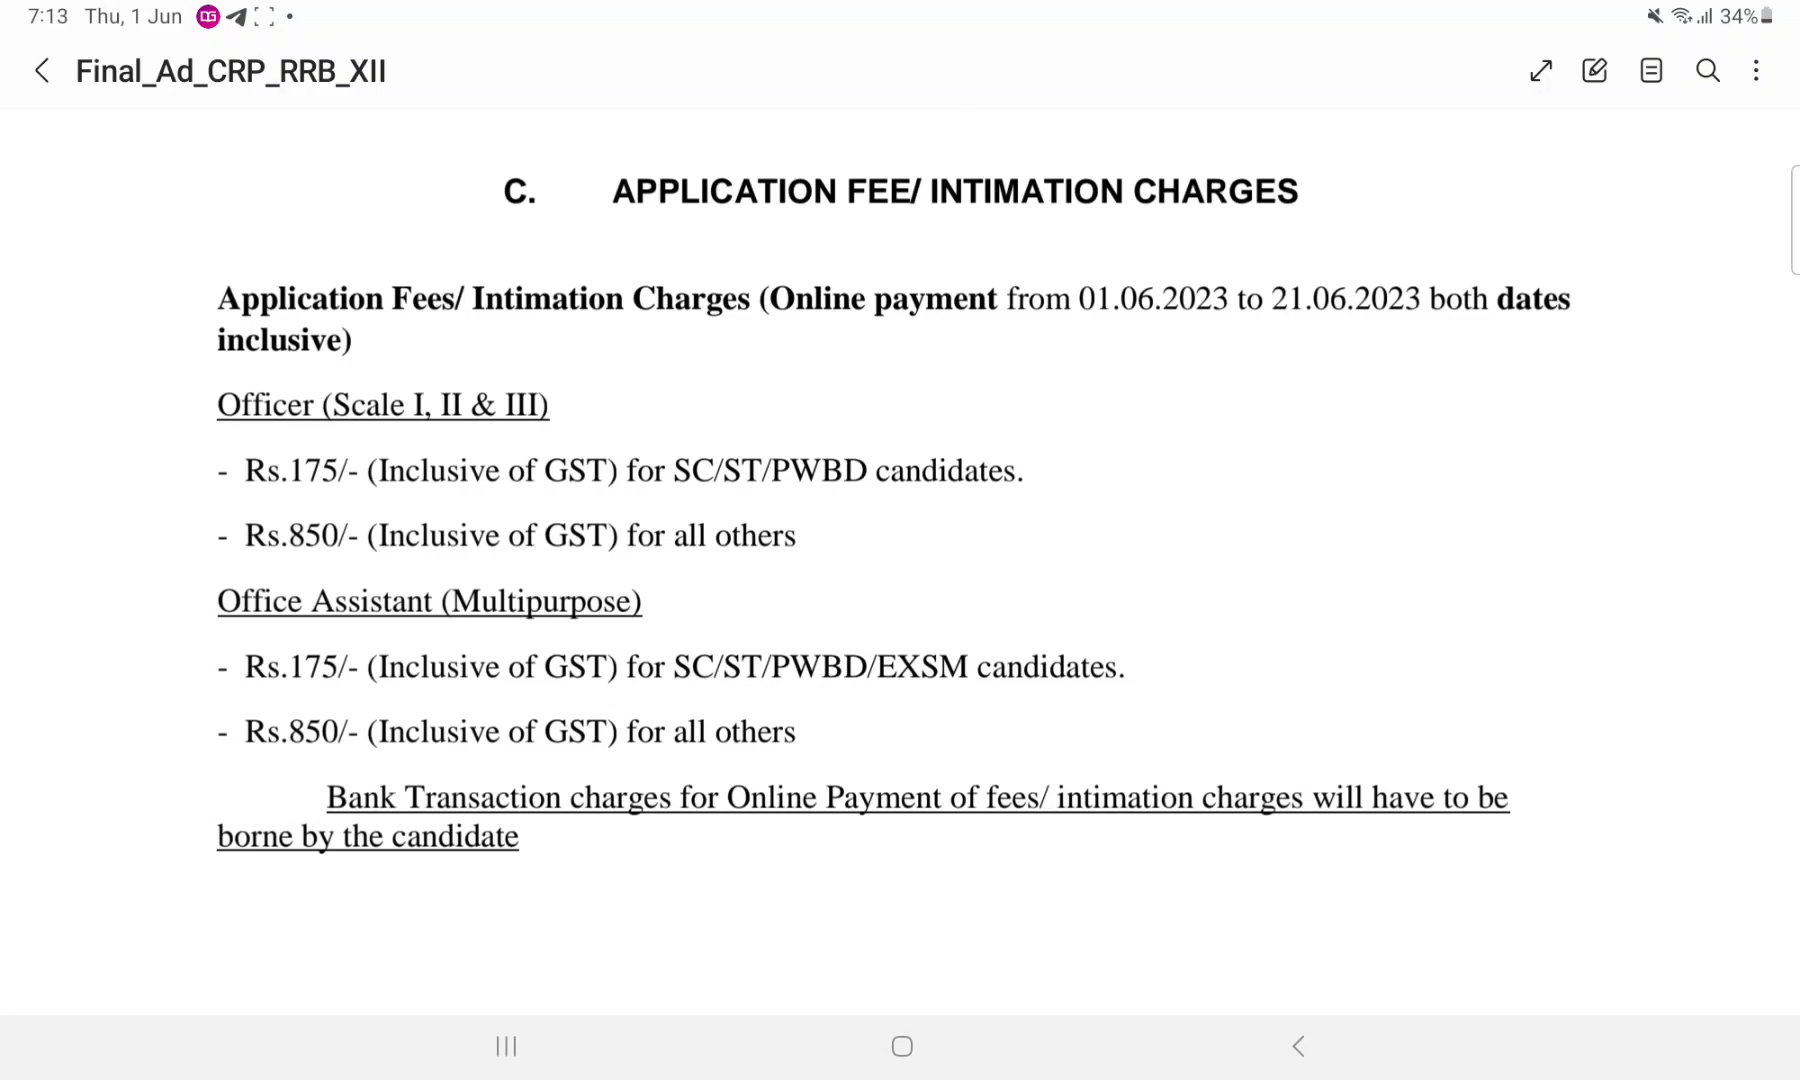 7:13 Thu, 1 Jun 34%
Final_Ad_CRP_RRB_XII
C. APPLICATION FEE/ INTIMATION CHARGES
Application Fees/ Intimation Charges (Online payment from 01.06.2023 to 21.06.2023 both dates
inclusive)
Officer (Scale I, II & III)
- Rs.175/- (Inclusive of GST) for SC/ST/PWBD candidates.
- Rs.850/- (Inclusive of GST) for all others
Office Assistant (Multipurpose)
- Rs.175/- (Inclusive of GST) for SC/ST/PWBD/EXSM candidates.
- Rs.850/- (Inclusive of GST) for all others
Bank Transaction charges for Online Payment of fees/ intimation charges will have to be
borne by the candidate